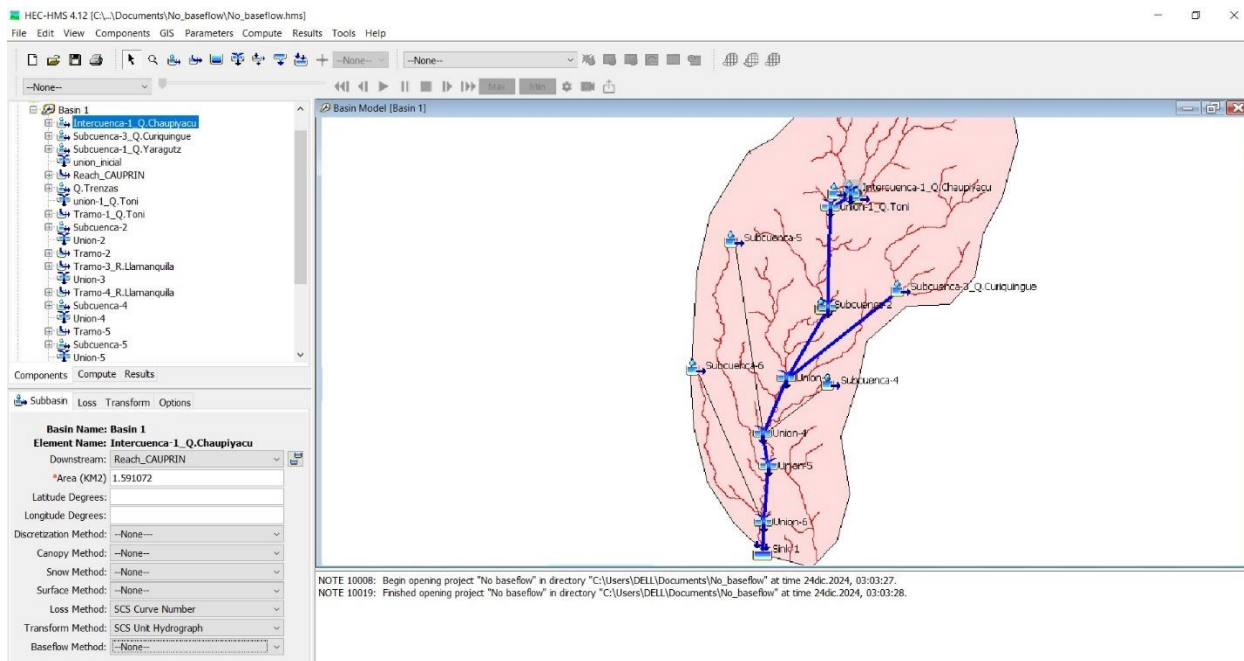 HEC-HMS 4.12 [C:\...\Documents\No_baseflow\No_baseflow.hms]
File Edit View Components GIS Parameters Compute Results Tools Help
--None-- --None--
--None-- Max Min
Basin 1
Intercuenca-1_Q.Chaupiyacu
Subcuenca-3_Q.Curiquingue
Subcuenca-1_Q.Yaragutz
union_inicial
Reach_CAUPRIN
Q.Trenzas
union-1_Q.Toni
Tramo-1_Q.Toni
Subcuenca-2
Union-2
Tramo-2
Tramo-3_R.Llamanquila
Union-3
Tramo-4_R.Llamanquila
Subcuenca-4
Union-4
Tramo-5
Subcuenca-5
Union-5
Components Compute Results
Subbasin Loss Transform Options
Basin Name: Basin 1
Element Name: Intercuenca-1_Q.Chaupiyacu
Downstream: Reach_CAUPRIN
*Area (KM2) 1.591072
Latitude Degrees:
Longitude Degrees:
Discretization Method: --None--
Canopy Method: --None--
Snow Method: --None--
Surface Method: --None--
Loss Method: SCS Curve Number
Transform Method: SCS Unit Hydrograph
Baseflow Method: --None--
Basin Model [Basin 1]
Intercuenca-1_Q.Chaupiyacu
union-1_Q.Toni
Subcuenca-5
Subcuenca-3_Q.Curiquingue
Subcuenca-2
Subcuenca-6
Union-3
Subcuenca-4
Union-4
Union-5
Union-6
Sink-1
NOTE 10008: Begin opening project "No baseflow" in directory "C:\Users\DELL\Documents\No_baseflow" at time 24dic.2024, 03:03:27.
NOTE 10019: Finished opening project "No baseflow" in directory "C:\Users\DELL\Documents\No_baseflow" at time 24dic.2024, 03:03:28.